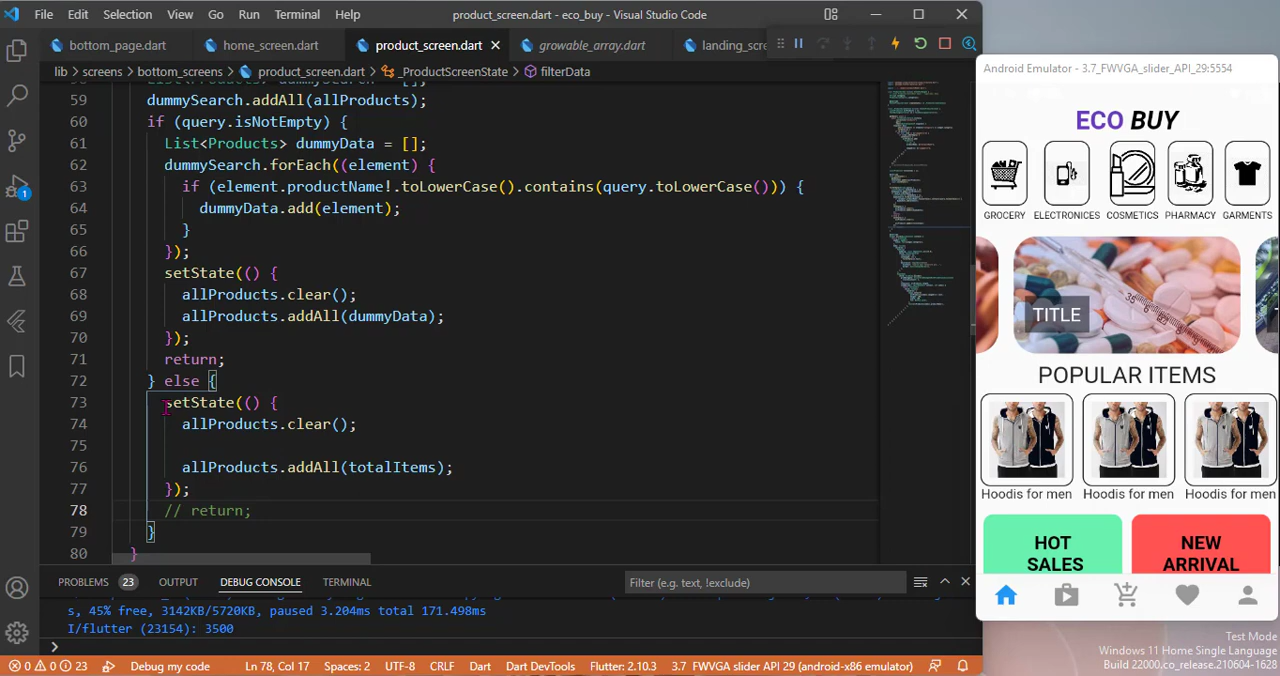 File Edit Selection View Go Run Terminal Help
product_screen.dart - eco_buy - Visual Studio Code
bottom_page.dart
home_screen.dart
product_screen.dart
growable_array.dart
landing_scre
lib > screens > bottom_screens > product_screen.dart > _ProductScreenState > filterData
59 dummySearch.addAll(allProducts);
60 if (query.isNotEmpty) {
61 List<Products> dummyData = [];
62 dummySearch.forEach((element) {
63 if (element.productName!.toLowerCase().contains(query.toLowerCase())) {
64 dummyData.add(element);
65 }
66 });
67 setState(() {
68 allProducts.clear();
69 allProducts.addAll(dummyData);
70 });
71 return;
72 } else {
73 setState(() {
74 allProducts.clear();
75
76 allProducts.addAll(totalItems);
77 });
78 // return;
79 }
80 }
PROBLEMS 23 OUTPUT DEBUG CONSOLE TERMINAL
Filter (e.g. text, !exclude)
s, 45% free, 3142KB/5720KB, paused 3.204ms total 171.498ms
I/flutter (23154): 3500
0 0 23 Debug my code Ln 78, Col 17 Spaces: 2 UTF-8 CRLF Dart Dart DevTools Flutter: 2.10.3 3.7 FWVGA slider API 29 (android-x86 emulator)
Android Emulator - 3.7_FWVGA_slider_API_29:5554
ECO BUY
GROCERY ELECTRONICES COSMETICS PHARMACY GARMENTS
TITLE
POPULAR ITEMS
Hoodis for men Hoodis for men Hoodis for men
HOT SALES
NEW ARRIVAL
Test Mode
Windows 11 Home Single Language
Build 22000.co_release.210604-1628